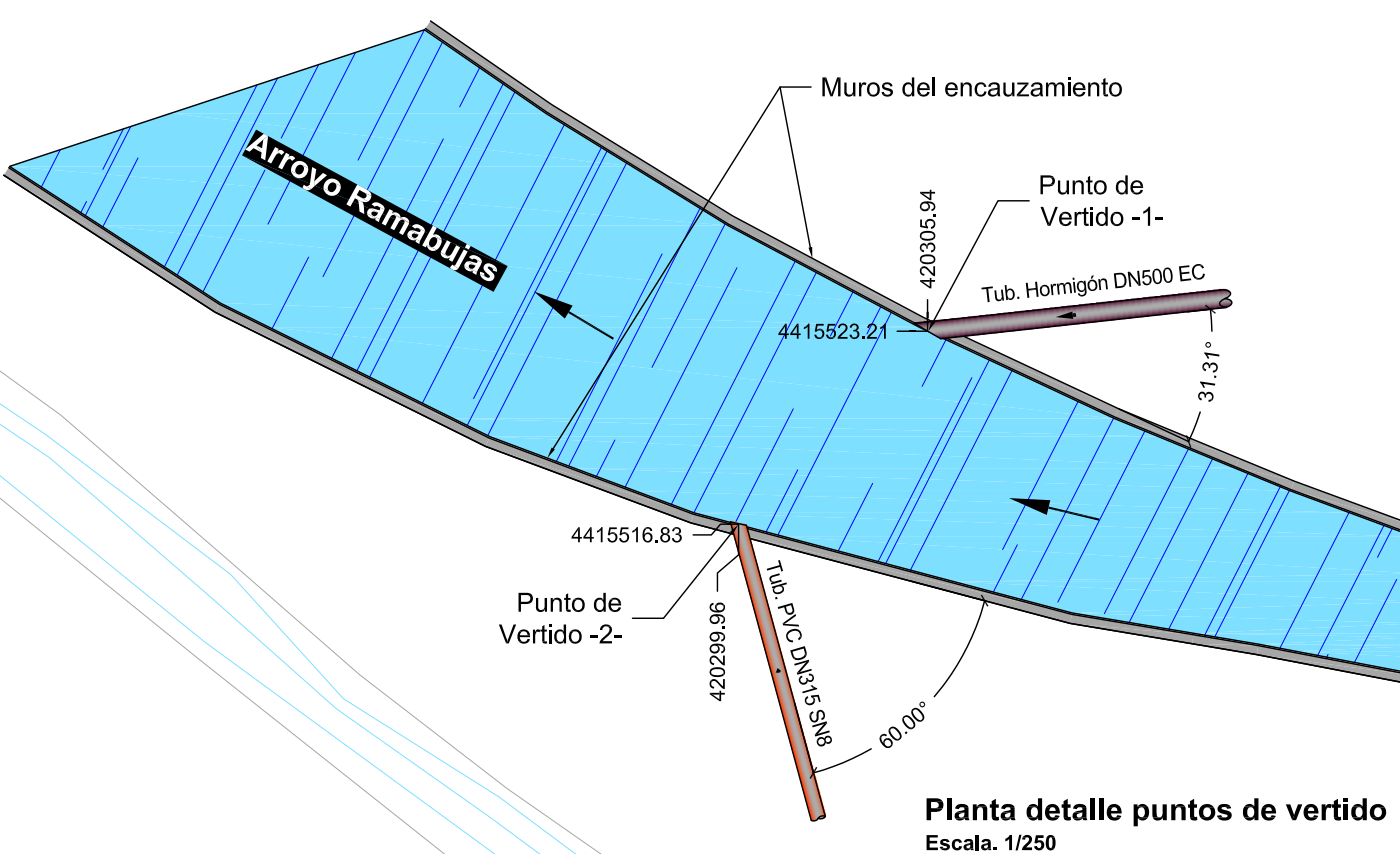 Muros del encauzamiento
Arroyo Ramabujas
Punto de
Vertido -1-
420305.94
Tub. Hormigón DN500 EC
4415523.21
31.31°
4415516.83
Punto de
Vertido -2-
420299.96
Tub. PVC DN315 SN8
60.00°
Planta detalle puntos de vertido
Escala. 1/250